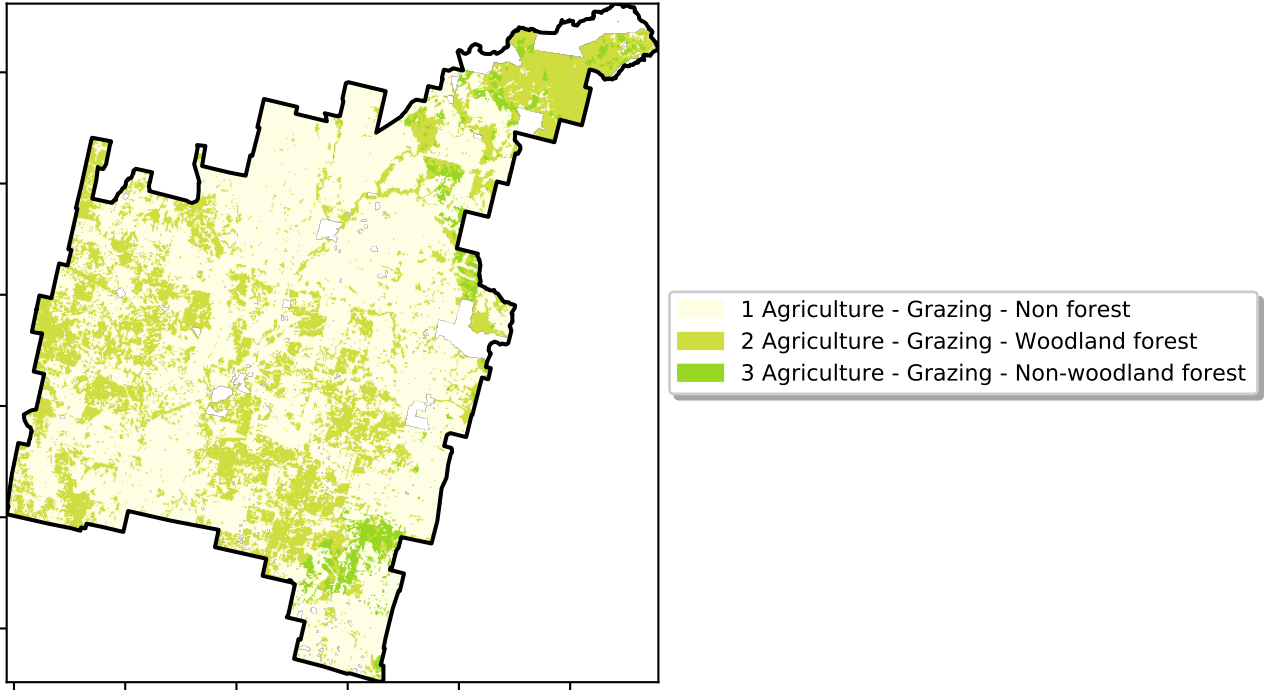 1 Agriculture - Grazing - Non forest
2 Agriculture - Grazing - Woodland forest
3 Agriculture - Grazing - Non-woodland forest